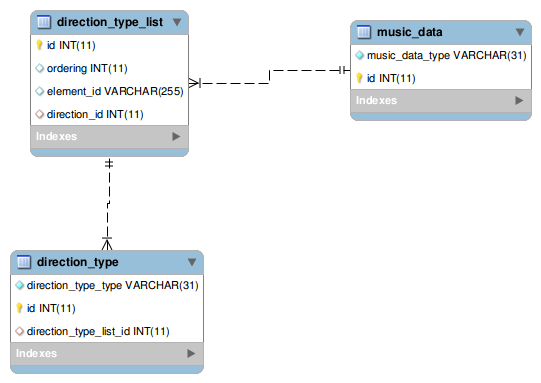 direction_type_list
id INT(11)
ordering INT(11)
element_id VARCHAR(255)
direction_id INT(11)
Indexes
music_data
music_data_type VARCHAR(31)
id INT(11)
Indexes
direction_type
direction_type_type VARCHAR(31)
id INT(11)
direction_type_list_id INT(11)
Indexes